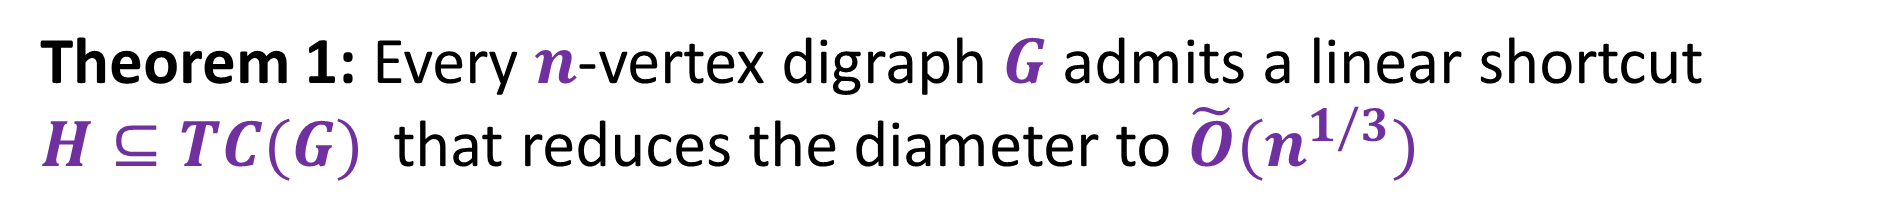 Theorem 1: Every n-vertex digraph G admits a linear shortcut
H ⊆ TC(G) that reduces the diameter to Õ(n^{1/3})